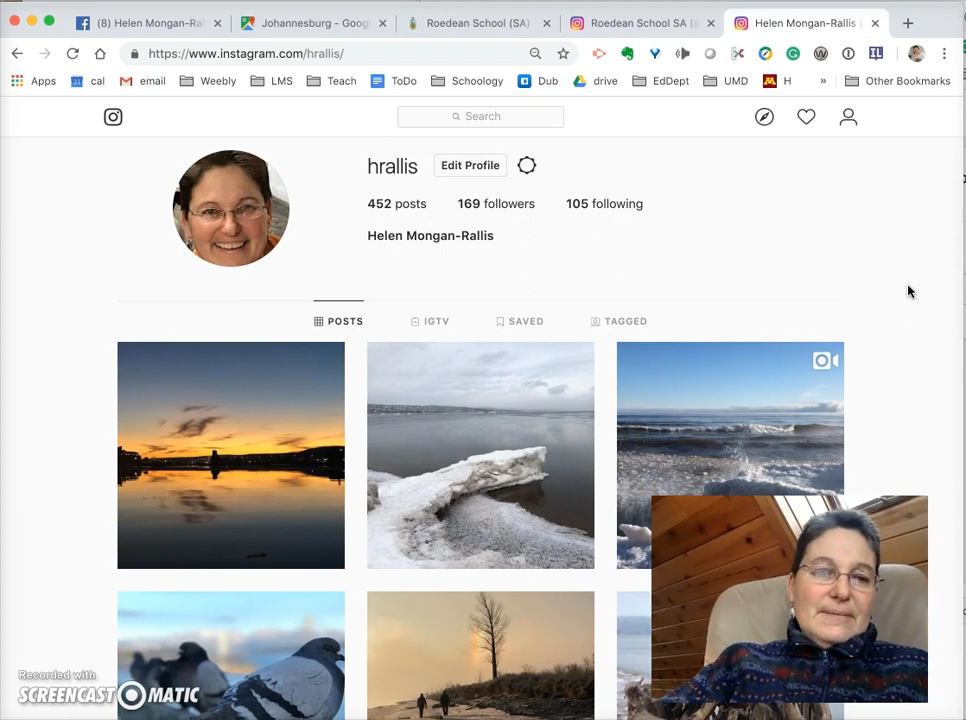 (8) Helen Mongan-Ral
Johannesburg - Goog
Roedean School (SA)
Roedean School SA (
Helen Mongan-Rallis (
https://www.instagram.com/hrallis/
Apps
cal
email
Weebly
LMS
Teach
ToDo
Schoology
Dub
drive
EdDept
UMD
H
»
Other Bookmarks
Search
hrallis
Edit Profile
452 posts
169 followers
105 following
Helen Mongan-Rallis
POSTS
IGTV
SAVED
TAGGED
Recorded with
SCREENCAST MATIC